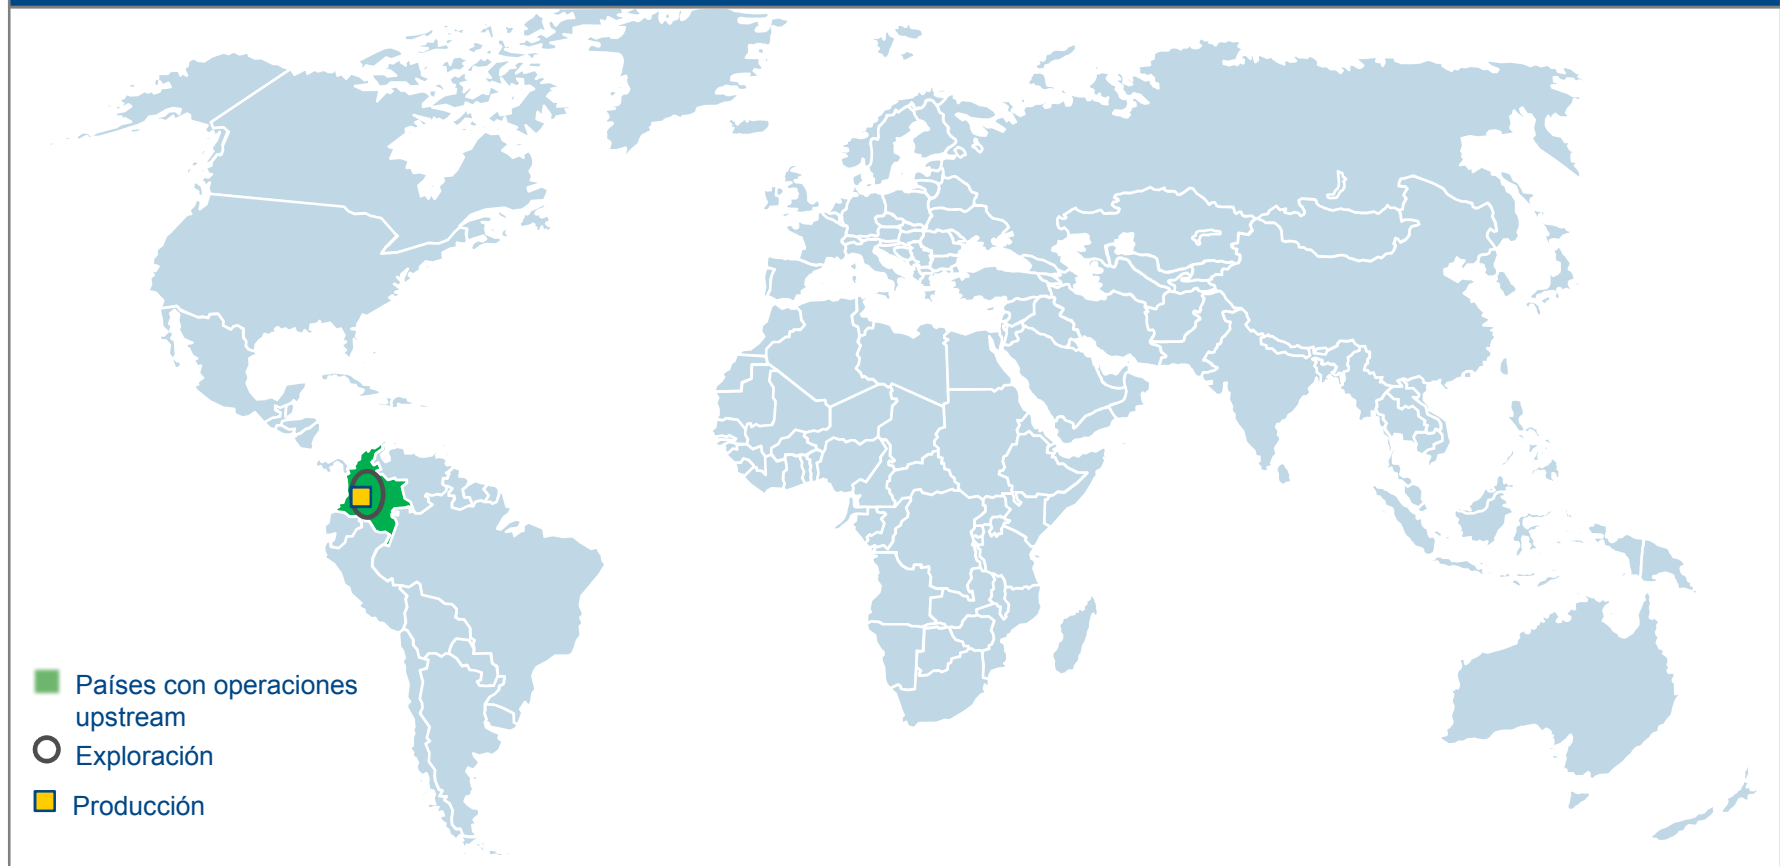 Países con operaciones
upstream
Exploración
Producción